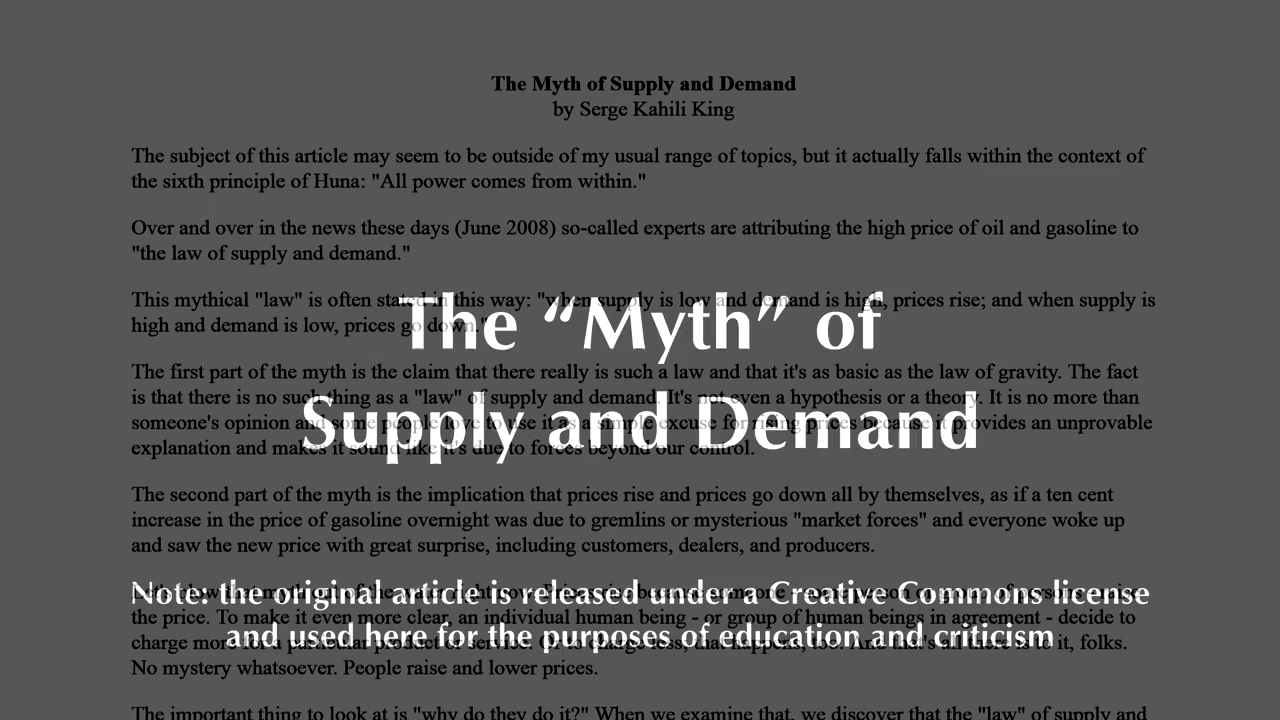 The Myth of Supply and Demand
by Serge Kahili King
The subject of this article may seem to be outside of my usual range of topics, but it actually falls within the context of
the sixth principle of Huna: "All power comes from within."
Over and over in the news these days (June 2008) so-called experts are attributing the high price of oil and gasoline to
"the law of supply and demand."
This mythical "law" is often stated in this way: "when supply is low and demand is high, prices rise; and when supply is
high and demand is low, prices go down."
The “Myth” of
The first part of the myth is the claim that there really is such a law and that it's as basic as the law of gravity. The fact
is that there is no such thing as a "law" of supply and demand. It's not even a hypothesis or a theory. It is no more than
someone's opinion and some people love to use it as a simple excuse for rising prices because it provides an unprovable
explanation and makes it sound like it's due to forces beyond our control.
Supply and Demand
The second part of the myth is the implication that prices rise and prices go down all by themselves, as if a ten cent
increase in the price of gasoline overnight was due to gremlins or mysterious "market forces" and everyone woke up
and saw the new price with great surprise, including customers, dealers, and producers.
Note: the original article is released under a Creative Commons license
and used here for the purposes of education and criticism
the price. To make it even more clear, an individual human being - or group of human beings in agreement - decide to
charge more for a particular product or service. Or to charge less, that happens, too. And that's all there is to it, folks.
No mystery whatsoever. People raise and lower prices.
The important thing to look at is "why do they do it?" When we examine that, we discover that the "law" of supply and